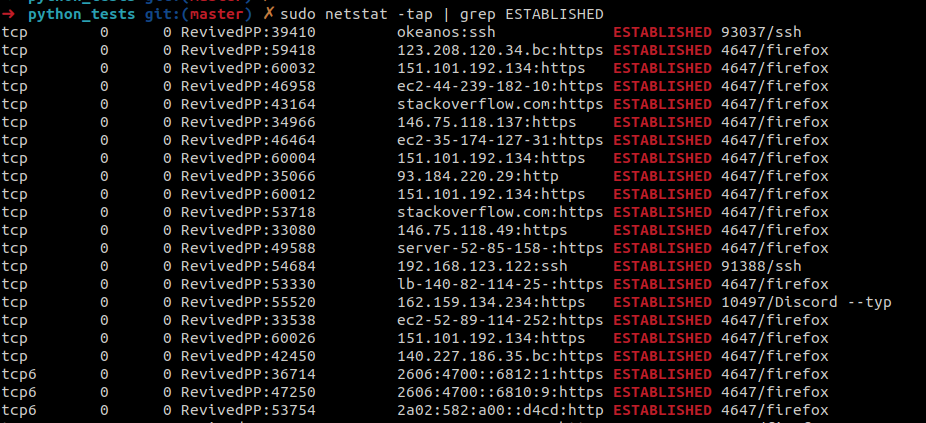 ➜ python_tests git:(master) ✗ sudo netstat -tap | grep ESTABLISHED
tcp 0 0 RevivedPP:39410 okeanos:ssh ESTABLISHED 93037/ssh
tcp 0 0 RevivedPP:59418 123.208.120.34.bc:https ESTABLISHED 4647/firefox
tcp 0 0 RevivedPP:60032 151.101.192.134:https ESTABLISHED 4647/firefox
tcp 0 0 RevivedPP:46958 ec2-44-239-182-10:https ESTABLISHED 4647/firefox
tcp 0 0 RevivedPP:43164 stackoverflow.com:https ESTABLISHED 4647/firefox
tcp 0 0 RevivedPP:34966 146.75.118.137:https ESTABLISHED 4647/firefox
tcp 0 0 RevivedPP:46464 ec2-35-174-127-31:https ESTABLISHED 4647/firefox
tcp 0 0 RevivedPP:60004 151.101.192.134:https ESTABLISHED 4647/firefox
tcp 0 0 RevivedPP:35066 93.184.220.29:http ESTABLISHED 4647/firefox
tcp 0 0 RevivedPP:60012 151.101.192.134:https ESTABLISHED 4647/firefox
tcp 0 0 RevivedPP:53718 stackoverflow.com:https ESTABLISHED 4647/firefox
tcp 0 0 RevivedPP:33080 146.75.118.49:https ESTABLISHED 4647/firefox
tcp 0 0 RevivedPP:49588 server-52-85-158-:https ESTABLISHED 4647/firefox
tcp 0 0 RevivedPP:54684 192.168.123.122:ssh ESTABLISHED 91388/ssh
tcp 0 0 RevivedPP:53330 lb-140-82-114-25-:https ESTABLISHED 4647/firefox
tcp 0 0 RevivedPP:55520 162.159.134.234:https ESTABLISHED 10497/Discord --typ
tcp 0 0 RevivedPP:33538 ec2-52-89-114-252:https ESTABLISHED 4647/firefox
tcp 0 0 RevivedPP:60026 151.101.192.134:https ESTABLISHED 4647/firefox
tcp 0 0 RevivedPP:42450 140.227.186.35.bc:https ESTABLISHED 4647/firefox
tcp6 0 0 RevivedPP:36714 2606:4700::6812:1:https ESTABLISHED 4647/firefox
tcp6 0 0 RevivedPP:47250 2606:4700::6810:9:https ESTABLISHED 4647/firefox
tcp6 0 0 RevivedPP:53754 2a02:582:a00::d4cd:http ESTABLISHED 4647/firefox